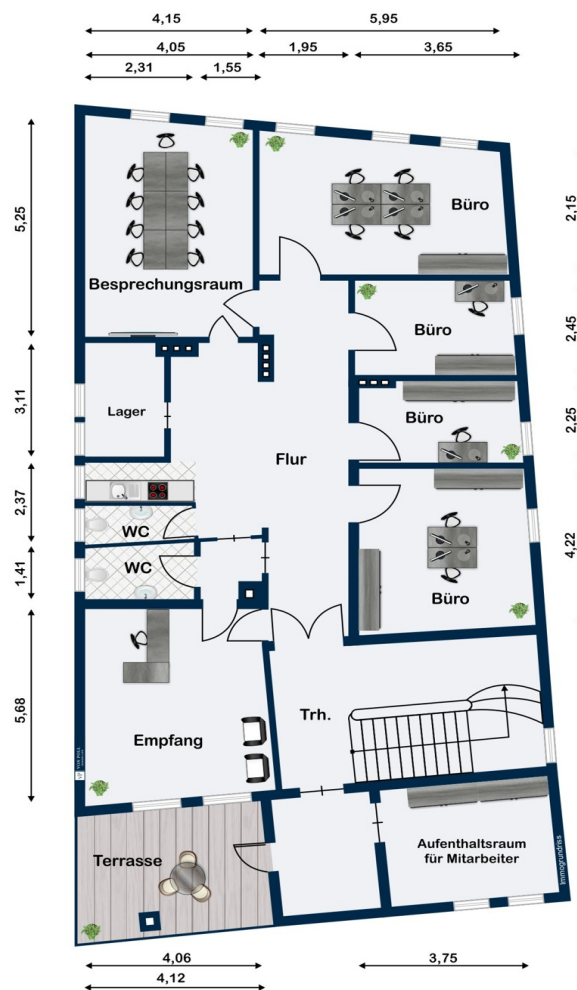 4,15
5,95
4,05
1,95
3,65
2,31
1,55
5,25
2,15
Büro
Besprechungsraum
Büro
2,45
3,11
Lager
Büro
2,25
Flur
2,37
WC
4,22
1,41
WC
Büro
5,68
Trh.
Empfang
Aufenthaltsraum
für Mitarbeiter
Terrasse
Immogrundriss
4,06
3,75
4,12